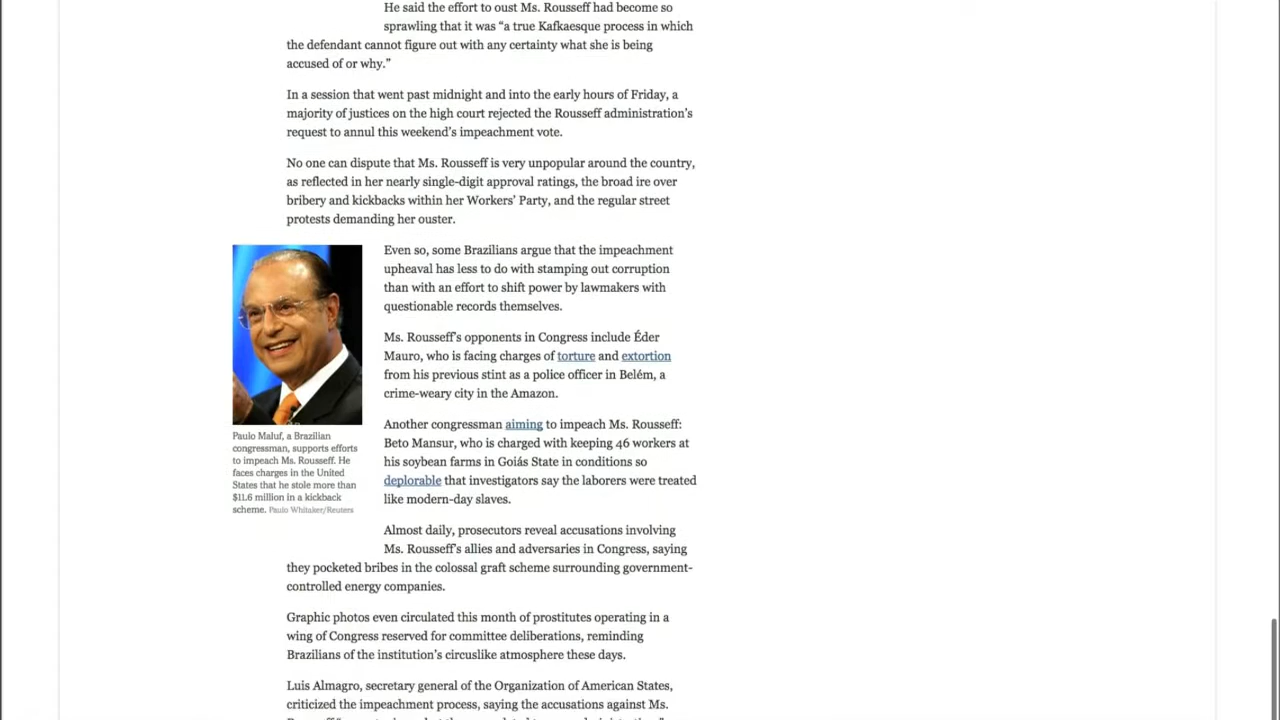 He said the effort to oust Ms. Rousseff had become so
sprawling that it was “a true Kafkaesque process in which
the defendant cannot figure out with any certainty what she is being
accused of or why.”
In a session that went past midnight and into the early hours of Friday, a
majority of justices on the high court rejected the Rousseff administration’s
request to annul this weekend’s impeachment vote.
No one can dispute that Ms. Rousseff is very unpopular around the country,
as reflected in her nearly single-digit approval ratings, the broad ire over
bribery and kickbacks within her Workers’ Party, and the regular street
protests demanding her ouster.
Even so, some Brazilians argue that the impeachment
upheaval has less to do with stamping out corruption
than with an effort to shift power by lawmakers with
questionable records themselves.
Ms. Rousseff’s opponents in Congress include Éder
Mauro, who is facing charges of torture and extortion
from his previous stint as a police officer in Belém, a
crime-weary city in the Amazon.
Another congressman aiming to impeach Ms. Rousseff:
Beto Mansur, who is charged with keeping 46 workers at
his soybean farms in Goiás State in conditions so
deplorable that investigators say the laborers were treated
like modern-day slaves.
Paulo Maluf, a Brazilian
congressman, supports efforts
to impeach Ms. Rousseff. He
faces charges in the United
States that he stole more than
$11.6 million in a kickback
scheme. Paulo Whitaker/Reuters
Almost daily, prosecutors reveal accusations involving
Ms. Rousseff’s allies and adversaries in Congress, saying
they pocketed bribes in the colossal graft scheme surrounding government-
controlled energy companies.
Graphic photos even circulated this month of prostitutes operating in a
wing of Congress reserved for committee deliberations, reminding
Brazilians of the institution’s circuslike atmosphere these days.
Luis Almagro, secretary general of the Organization of American States,
criticized the impeachment process, saying the accusations against Ms.